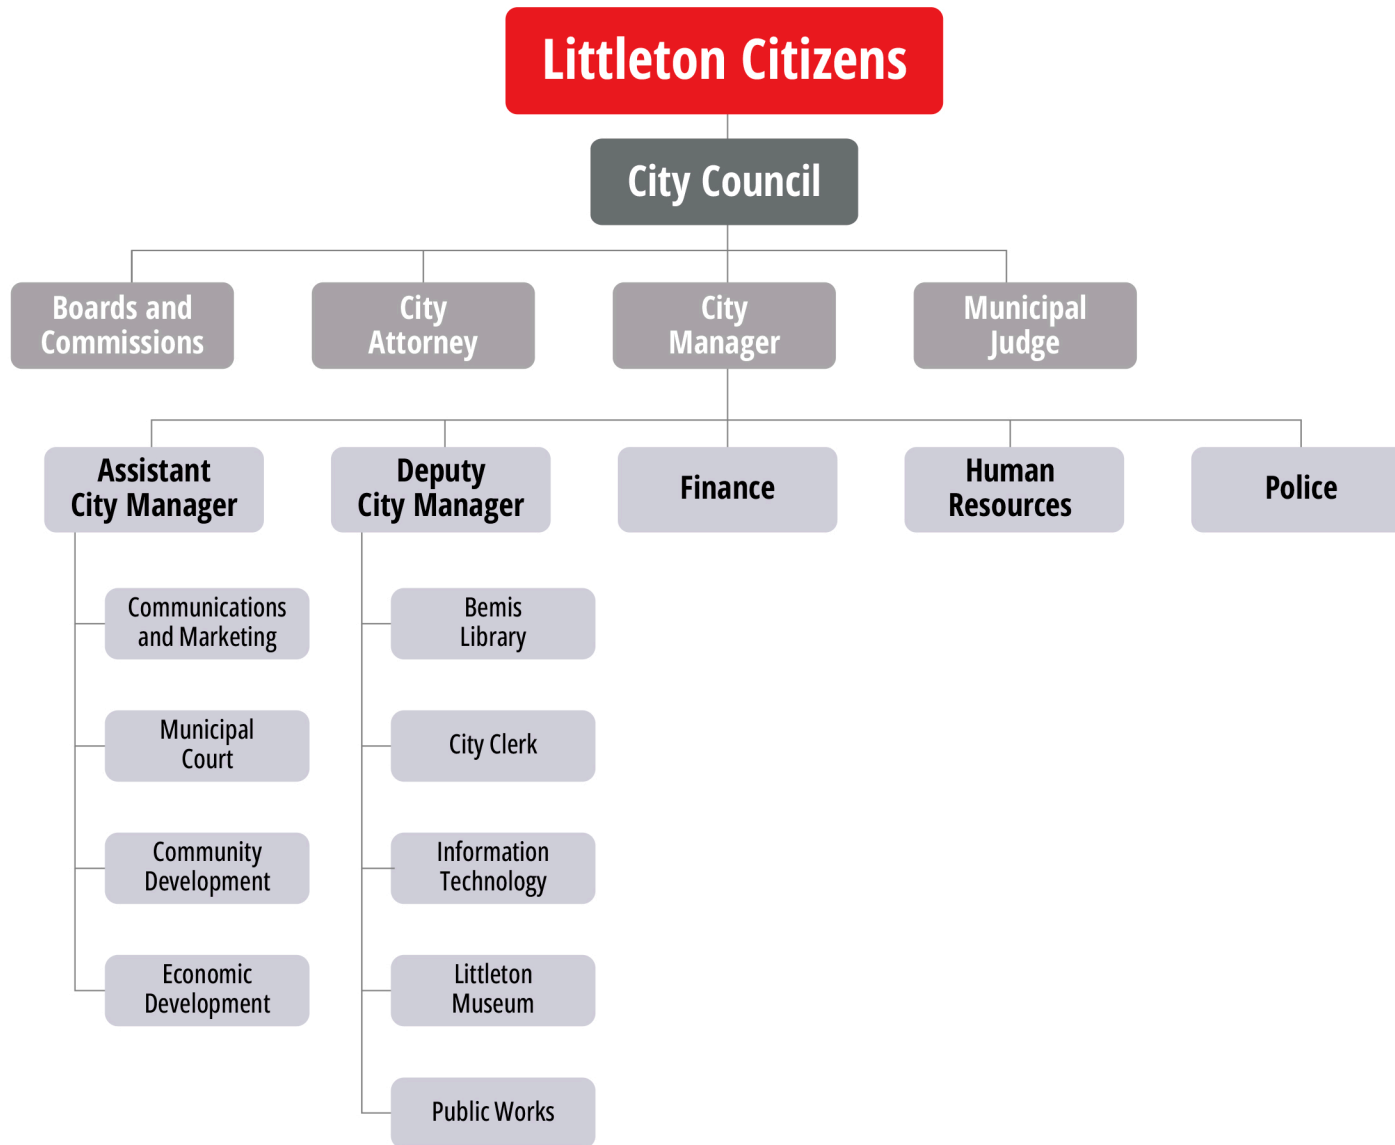 Littleton Citizens
City Council
Boards and
Commissions
City
Attorney
City
Manager
Municipal
Judge
Assistant
City Manager
Deputy
City Manager
Finance
Human
Resources
Police
Communications
and Marketing
Municipal
Court
Community
Development
Economic
Development
Bemis
Library
City Clerk
Information
Technology
Littleton
Museum
Public Works